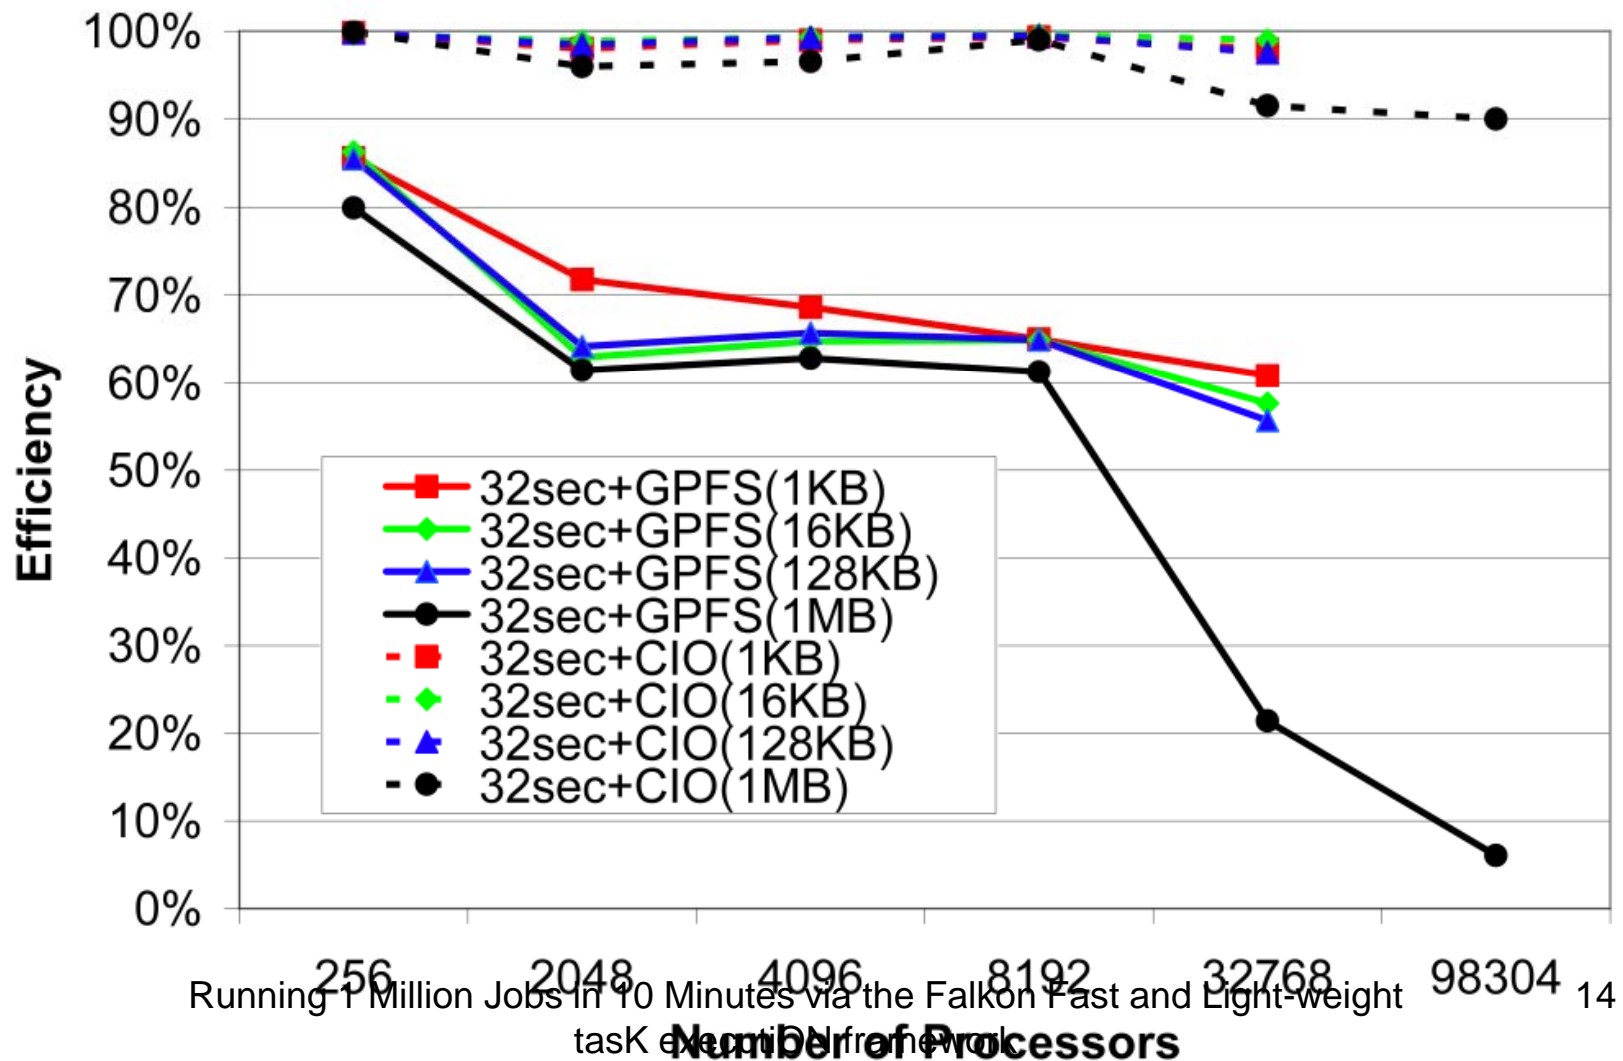 100%
90%
80%
70%
60%
50%
40%
30%
20%
10%
0%
Efficiency
32sec+GPFS(1KB)
32sec+GPFS(16KB)
32sec+GPFS(128KB)
32sec+GPFS(1MB)
32sec+CIO(1KB)
32sec+CIO(16KB)
32sec+CIO(128KB)
32sec+CIO(1MB)
256 2048 4096 8192 32768 98304
Running 1 Million Jobs in 10 Minutes via the Falkon Fast and Light-weight
tasK executiON framework
Number of Processors
14